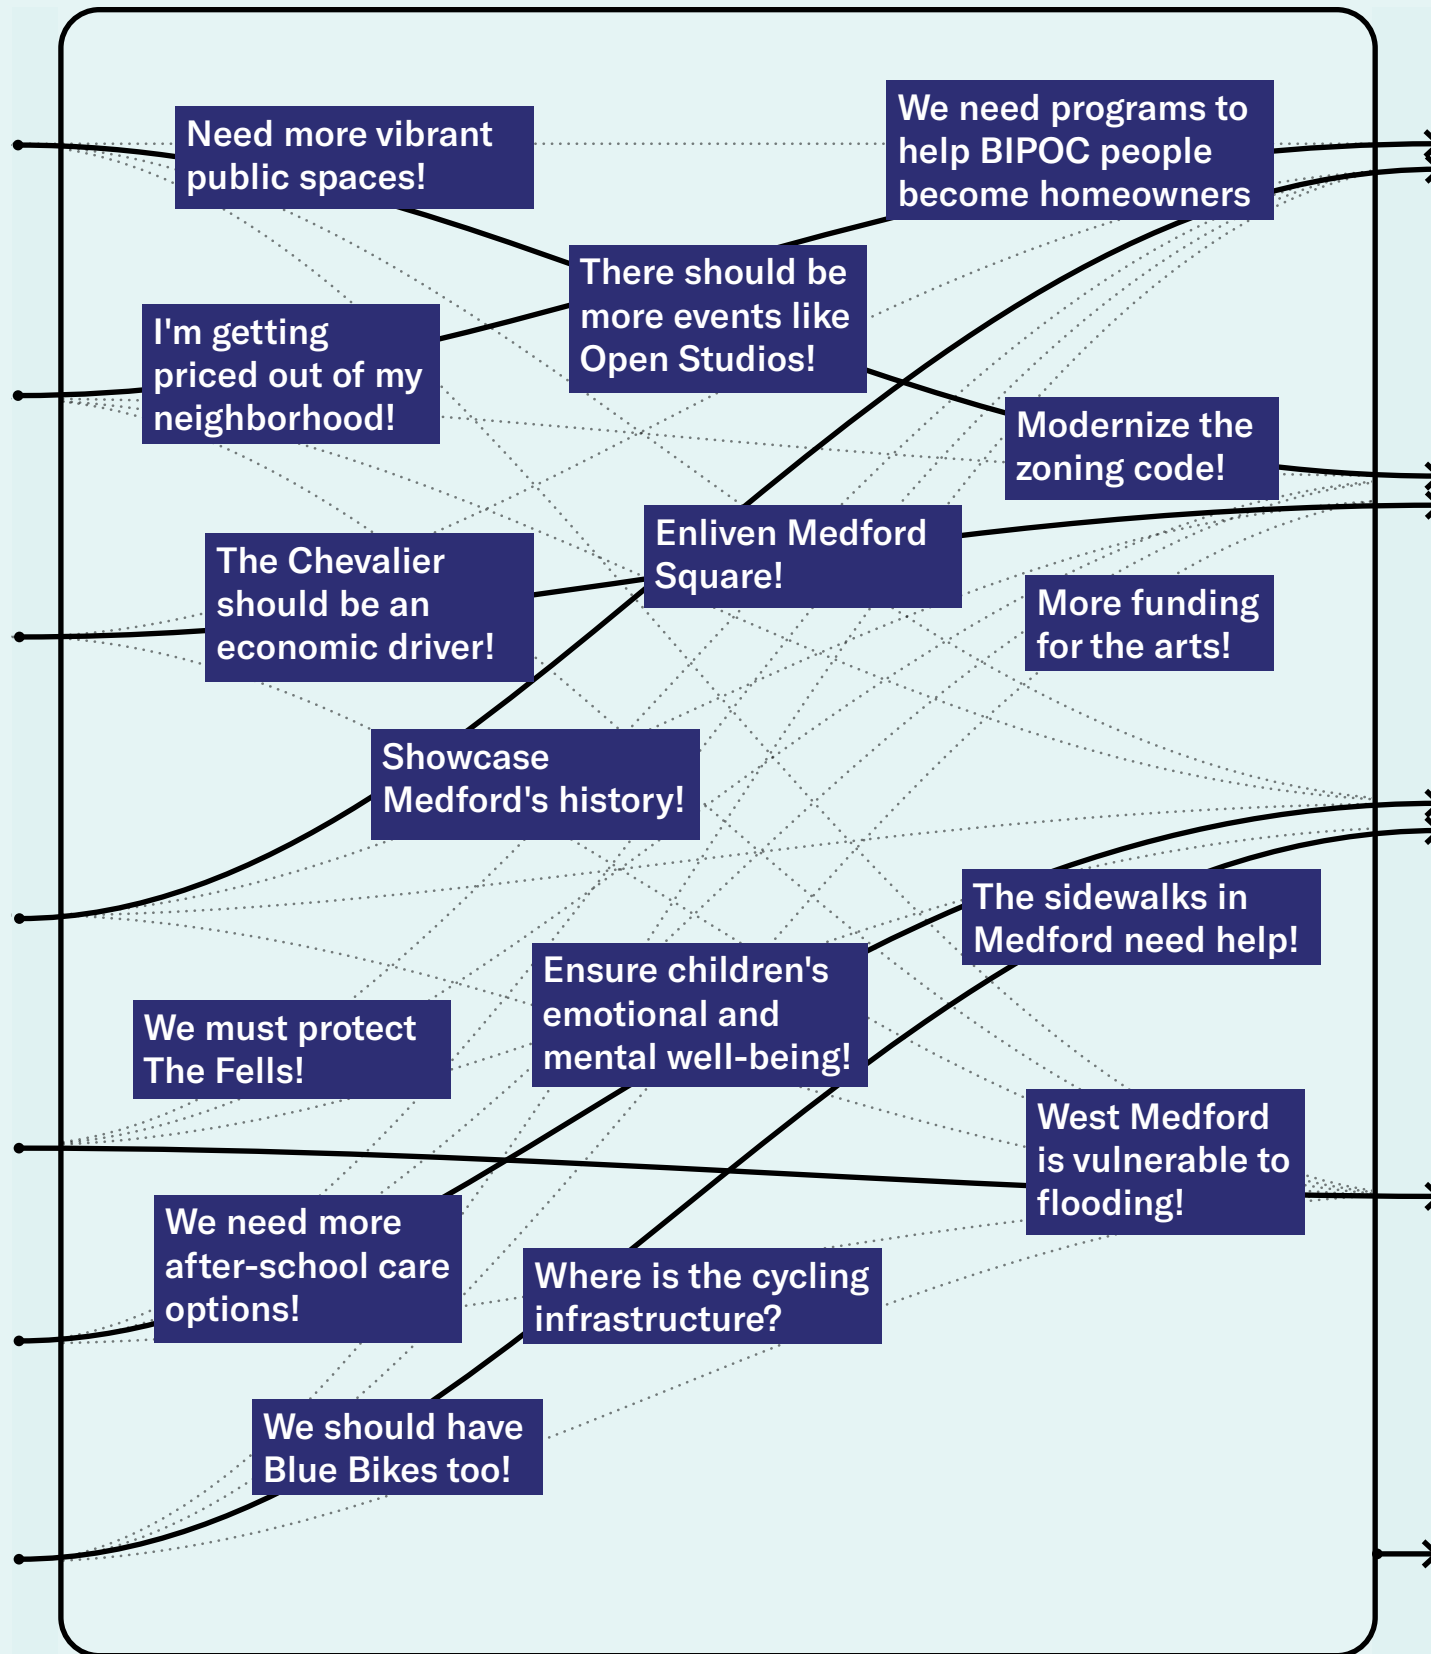 Need more vibrant
public spaces!
We need programs to
help BIPOC people
become homeowners
There should be
more events like
Open Studios!
I'm getting
priced out of my
neighborhood!
Modernize the
zoning code!
Enliven Medford
Square!
The Chevalier
should be an
economic driver!
More funding
for the arts!
Showcase
Medford's history!
The sidewalks in
Medford need help!
Ensure children's
emotional and
mental well-being!
We must protect
The Fells!
West Medford
is vulnerable to
flooding!
We need more
after-school care
options!
Where is the cycling
infrastructure?
We should have
Blue Bikes too!